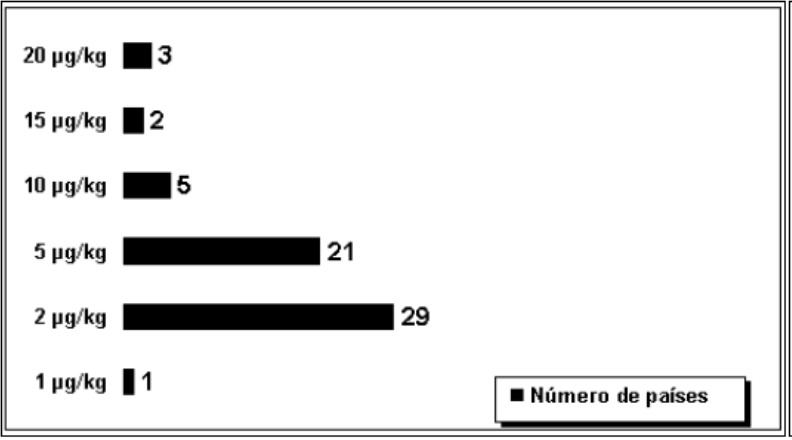 20 µg/kg 3
15 µg/kg 2
10 µg/kg 5
5 µg/kg 21
2 µg/kg 29
1 µg/kg 1
Número de países